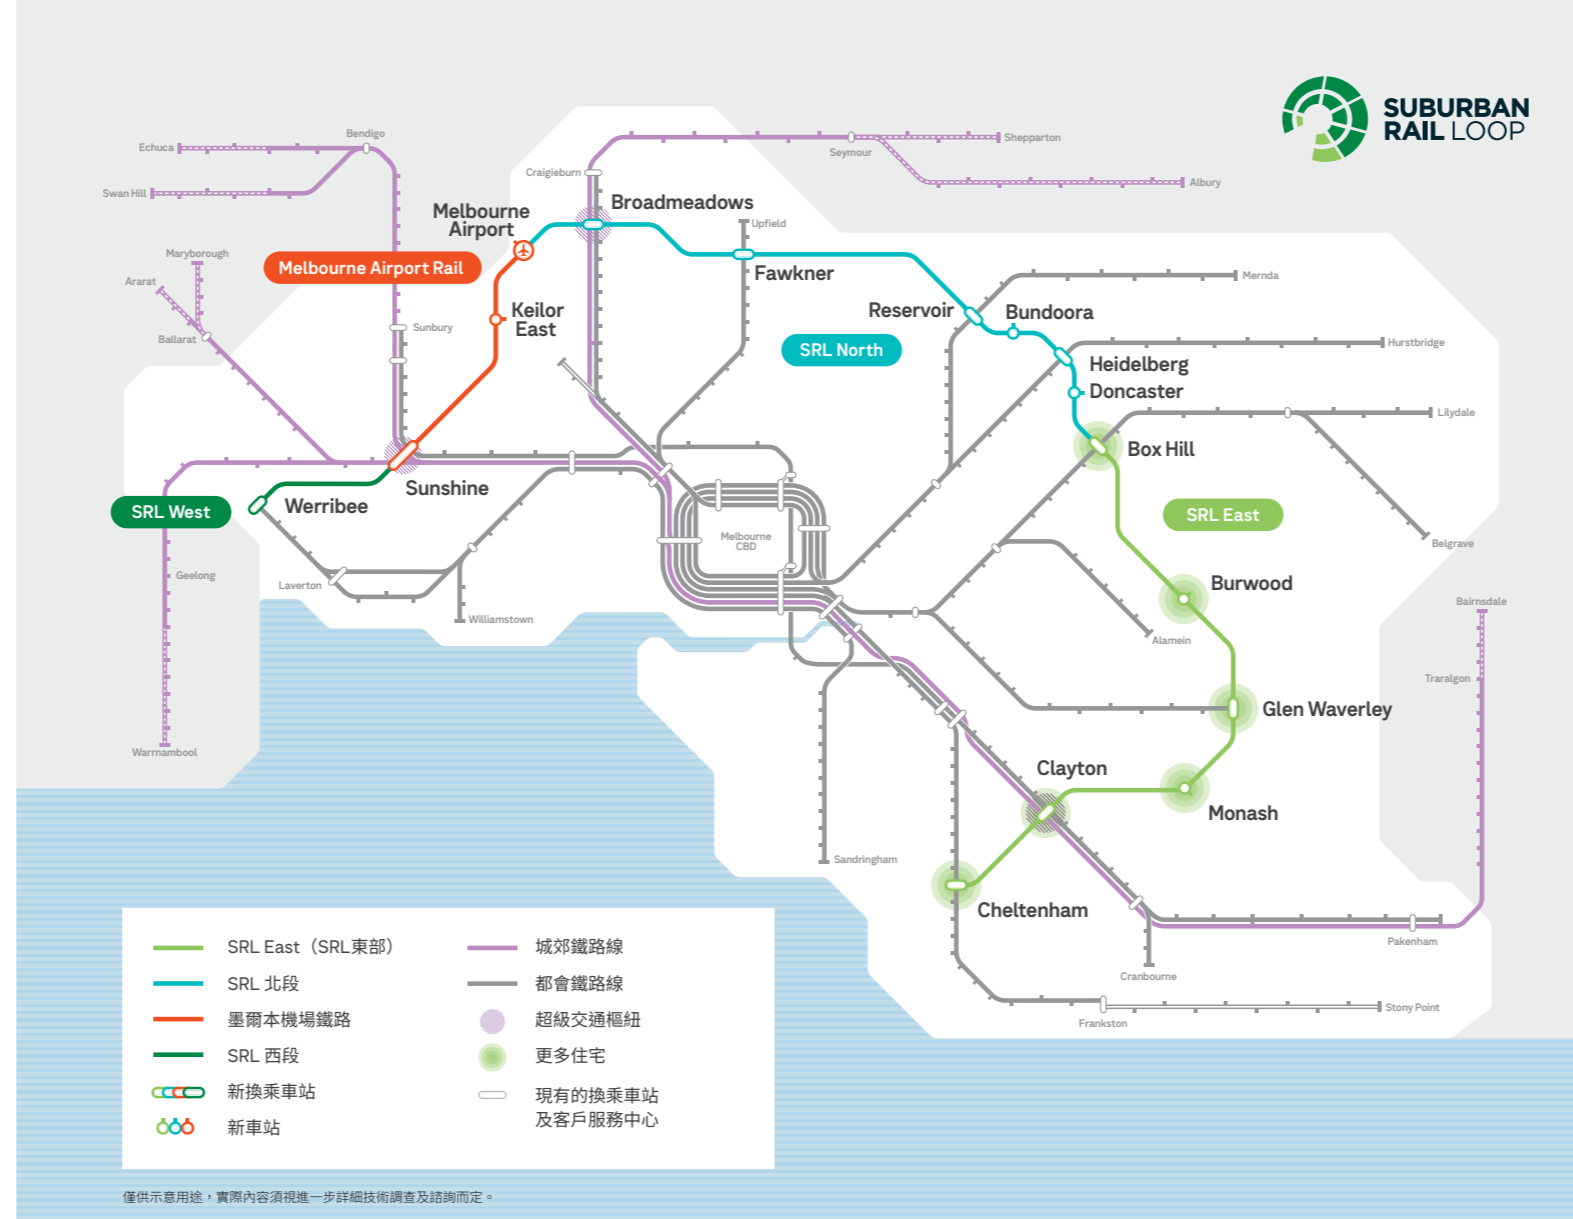 SUBURBAN
RAIL LOOP
Echuca
Bendigo
Swan Hill
Craigieburn
Seymour
Shepparton
Albury
Melbourne
Airport
Broadmeadows
Upfield
Melbourne Airport Rail
Maryborough
Ararat
Ballarat
Sunbury
Keilor
East
Fawkner
Reservoir
Bundoora
Mernda
SRL North
Heidelberg
Hurstbridge
Doncaster
Lilydale
Box Hill
Belgrave
SRL West
Werribee
Sunshine
SRL East
Melbourne
CBD
Geelong
Laverton
Williamstown
Burwood
Alamein
Bairnsdale
Traralgon
Warrnambool
Glen Waverley
Clayton
Monash
Sandringham
Cheltenham
Pakenham
Cranbourne
Stony Point
Frankston
SRL East（SRL東部）
SRL 北段
墨爾本機場鐵路
SRL 西段
新換乘車站
新車站
城郊鐵路線
都會鐵路線
超級交通樞紐
更多住宅
現有的換乘車站
及客戶服務中心
僅供示意用途，實際內容須視進一步詳細技術調查及諮詢而定。